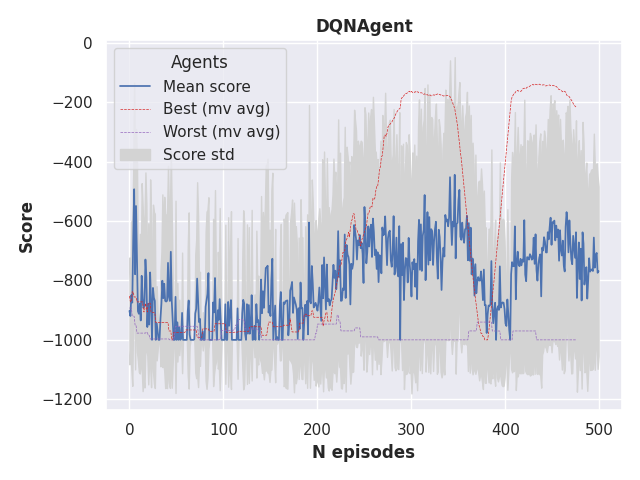 DQNAgent
0
−200
−400
−600
−800
−1000
−1200
Score
Agents
Mean score
Best (mv avg)
Worst (mv avg)
Score std
0
100
200
300
400
500
N episodes